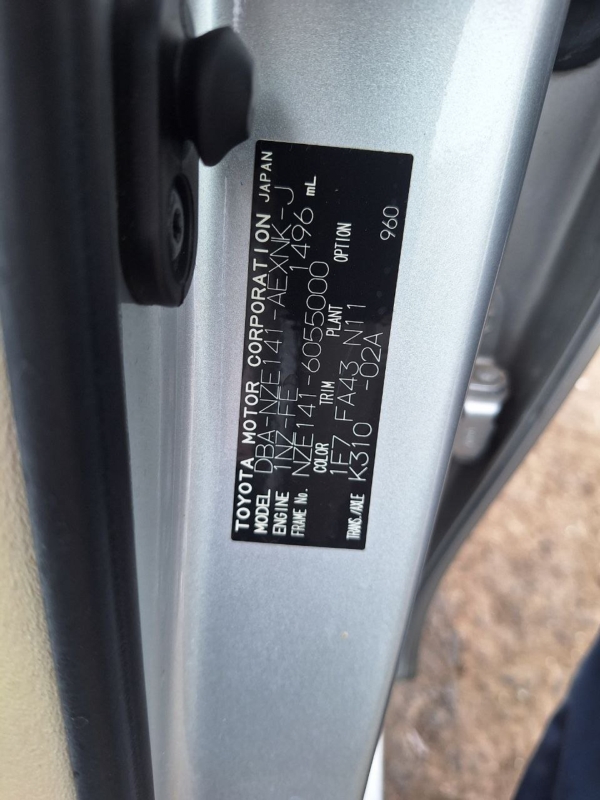 TOYOTA MOTOR CORPORATION JAPAN
MODEL DBA-NZE141-AEXNK-J
ENGINE 1NZ-FE 1496 mL
FRAME No. NZE141-6055000
COLOR TRIM PLANT OPTION
1E7 FA43 N11 960
TRANS./AXLE K310 -02A